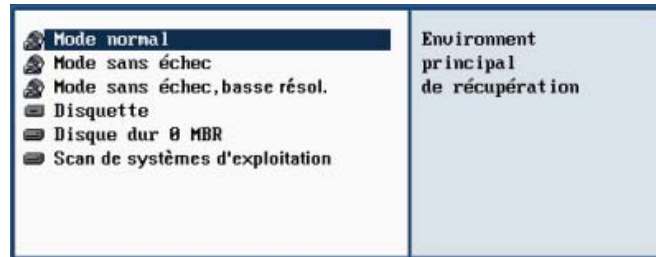 Mode normal
Mode sans échec
Mode sans échec,basse résol.
Disquette
Disque dur 0 MBR
Scan de systèmes d'exploitation
Environment
principal
de récupération